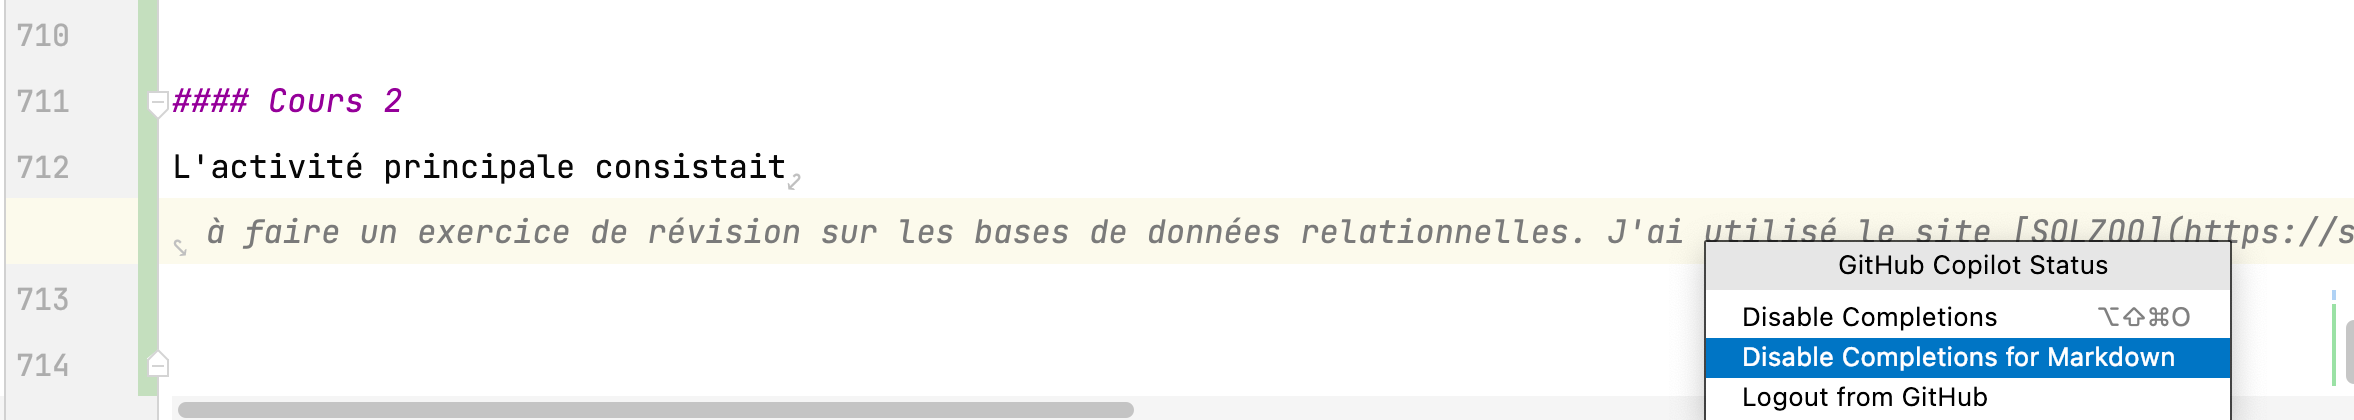 710
711 #### Cours 2
712 L'activité principale consistait
à faire un exercice de révision sur les bases de données relationnelles. J'ai utilisé le site [SQLZOO](https://s
713
714
GitHub Copilot Status
Disable Completions ⌥⇧⌘O
Disable Completions for Markdown
Logout from GitHub